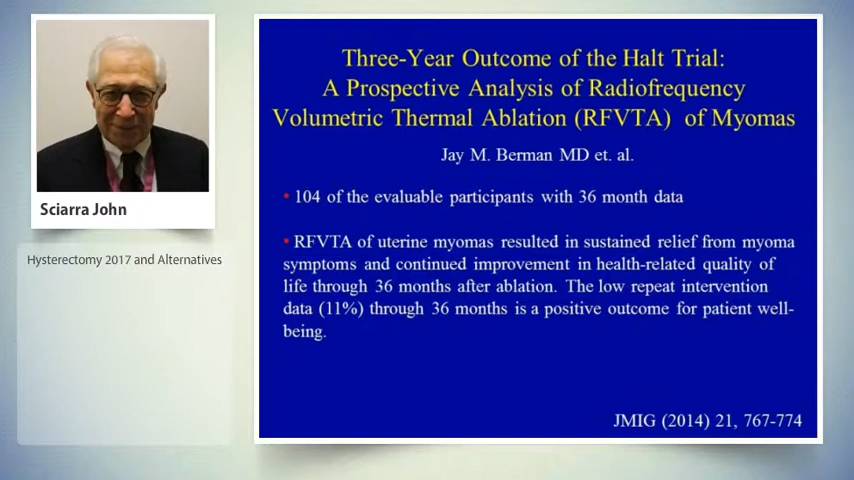 Three-Year Outcome of the Halt Trial:
A Prospective Analysis of Radiofrequency
Volumetric Thermal Ablation (RFVTA) of Myomas
Jay M. Berman MD et. al.
• 104 of the evaluable participants with 36 month data
• RFVTA of uterine myomas resulted in sustained relief from myoma
symptoms and continued improvement in health-related quality of
life through 36 months after ablation. The low repeat intervention
data (11%) through 36 months is a positive outcome for patient well-
being.
JMIG (2014) 21, 767-774
Sciarra John
Hysterectomy 2017 and Alternatives